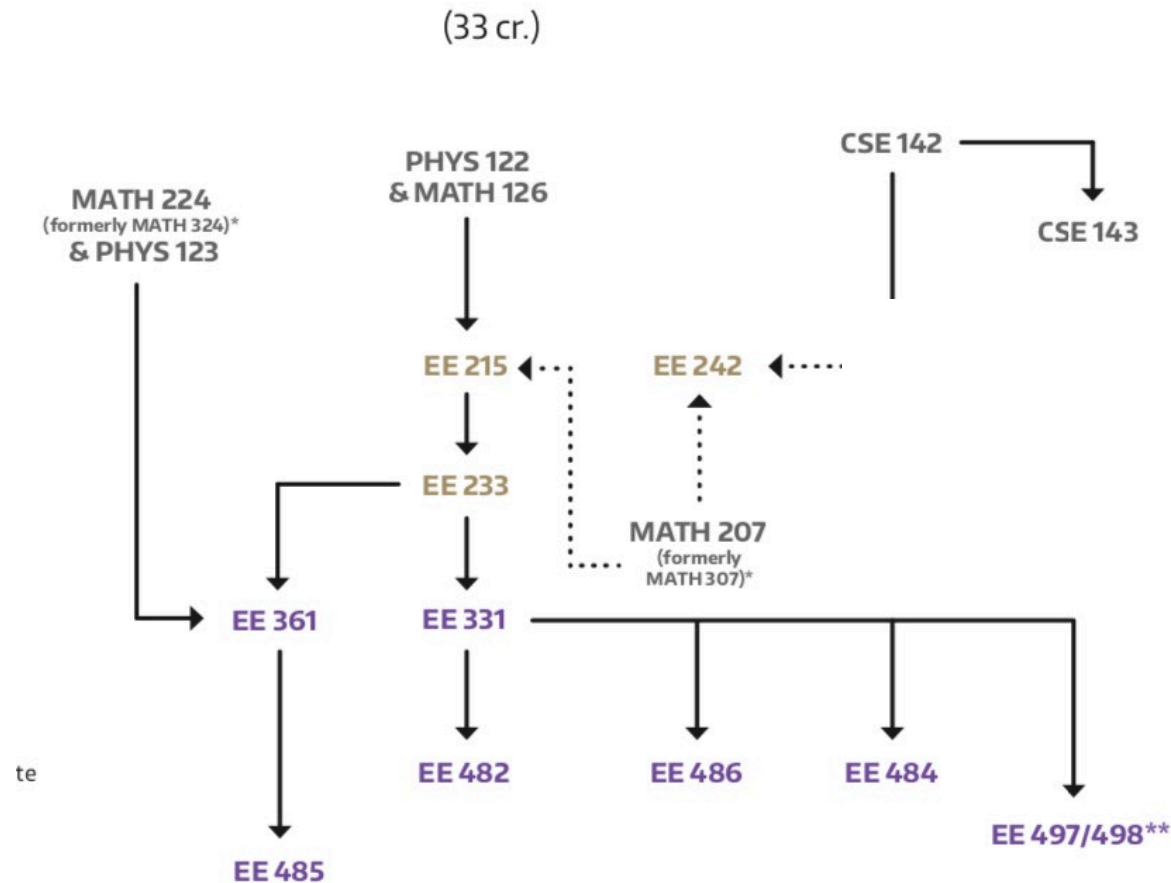 (33 cr.)
CSE 142
PHYS 122
& MATH 126
MATH 224
(formerly MATH 324)*
& PHYS 123
CSE 143
EE 215
EE 242
EE 233
MATH 207
(formerly
MATH 307)*
EE 361
EE 331
EE 482
EE 486
EE 484
te
EE 497/498**
EE 485